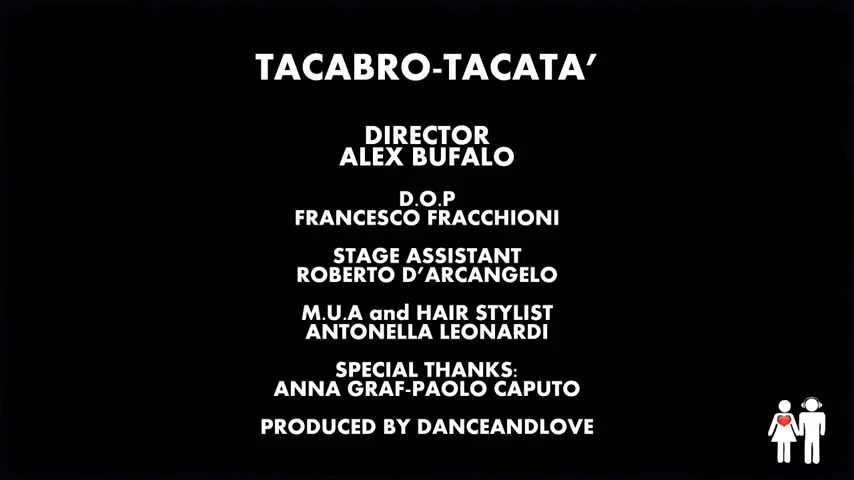 TACABRO-TACATA’
DIRECTOR
ALEX BUFALO
D.O.P
FRANCESCO FRACCHIONI
STAGE ASSISTANT
ROBERTO D’ARCANGELO
M.U.A and HAIR STYLIST
ANTONELLA LEONARDI
SPECIAL THANKS:
ANNA GRAF-PAOLO CAPUTO
PRODUCED BY DANCEANDLOVE